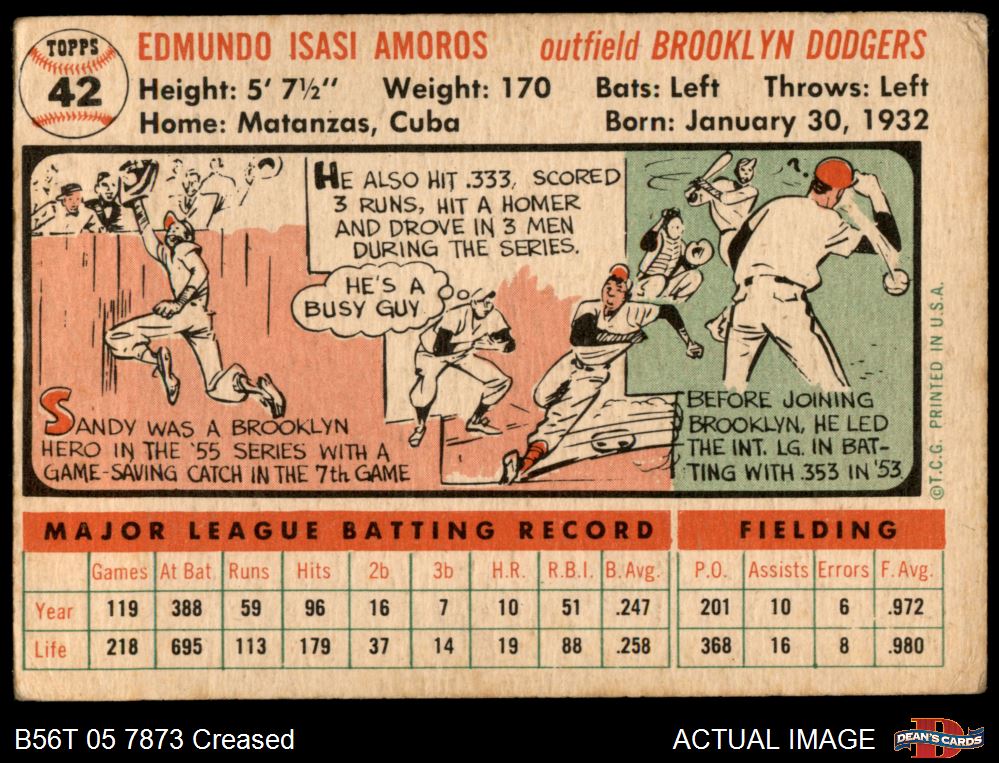 TOPPS
42
EDMUNDO ISASI AMOROS outfield BROOKLYN DODGERS
Height: 5' 7½" Weight: 170 Bats: Left Throws: Left
Home: Matanzas, Cuba Born: January 30, 1932
HE ALSO HIT .333, SCORED
3 RUNS, HIT A HOMER
AND DROVE IN 3 MEN
DURING THE SERIES.
HE'S A
BUSY GUY
?
SANDY WAS A BROOKLYN
HERO IN THE '55 SERIES WITH A
GAME-SAVING CATCH IN THE 7th GAME
BEFORE JOINING
BROOKLYN, HE LED
THE INT. LG. IN BAT-
TING WITH .353 IN '53
©T.C.G. PRINTED IN U.S.A.
MAJOR LEAGUE BATTING RECORD FIELDING
Games At Bat Runs Hits 2b 3b H.R. R.B.I. B. Avg. P.O. Assists Errors F. Avg.
Year 119 388 59 96 16 7 10 51 .247 201 10 6 .972
Life 218 695 113 179 37 14 19 88 .258 368 16 8 .980
B56T 05 7873 Creased ACTUAL IMAGE
DEAN'S CARDS